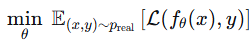 min_θ 𝔼_{(x,y)∼p_real} [ℒ(f_θ(x), y)]